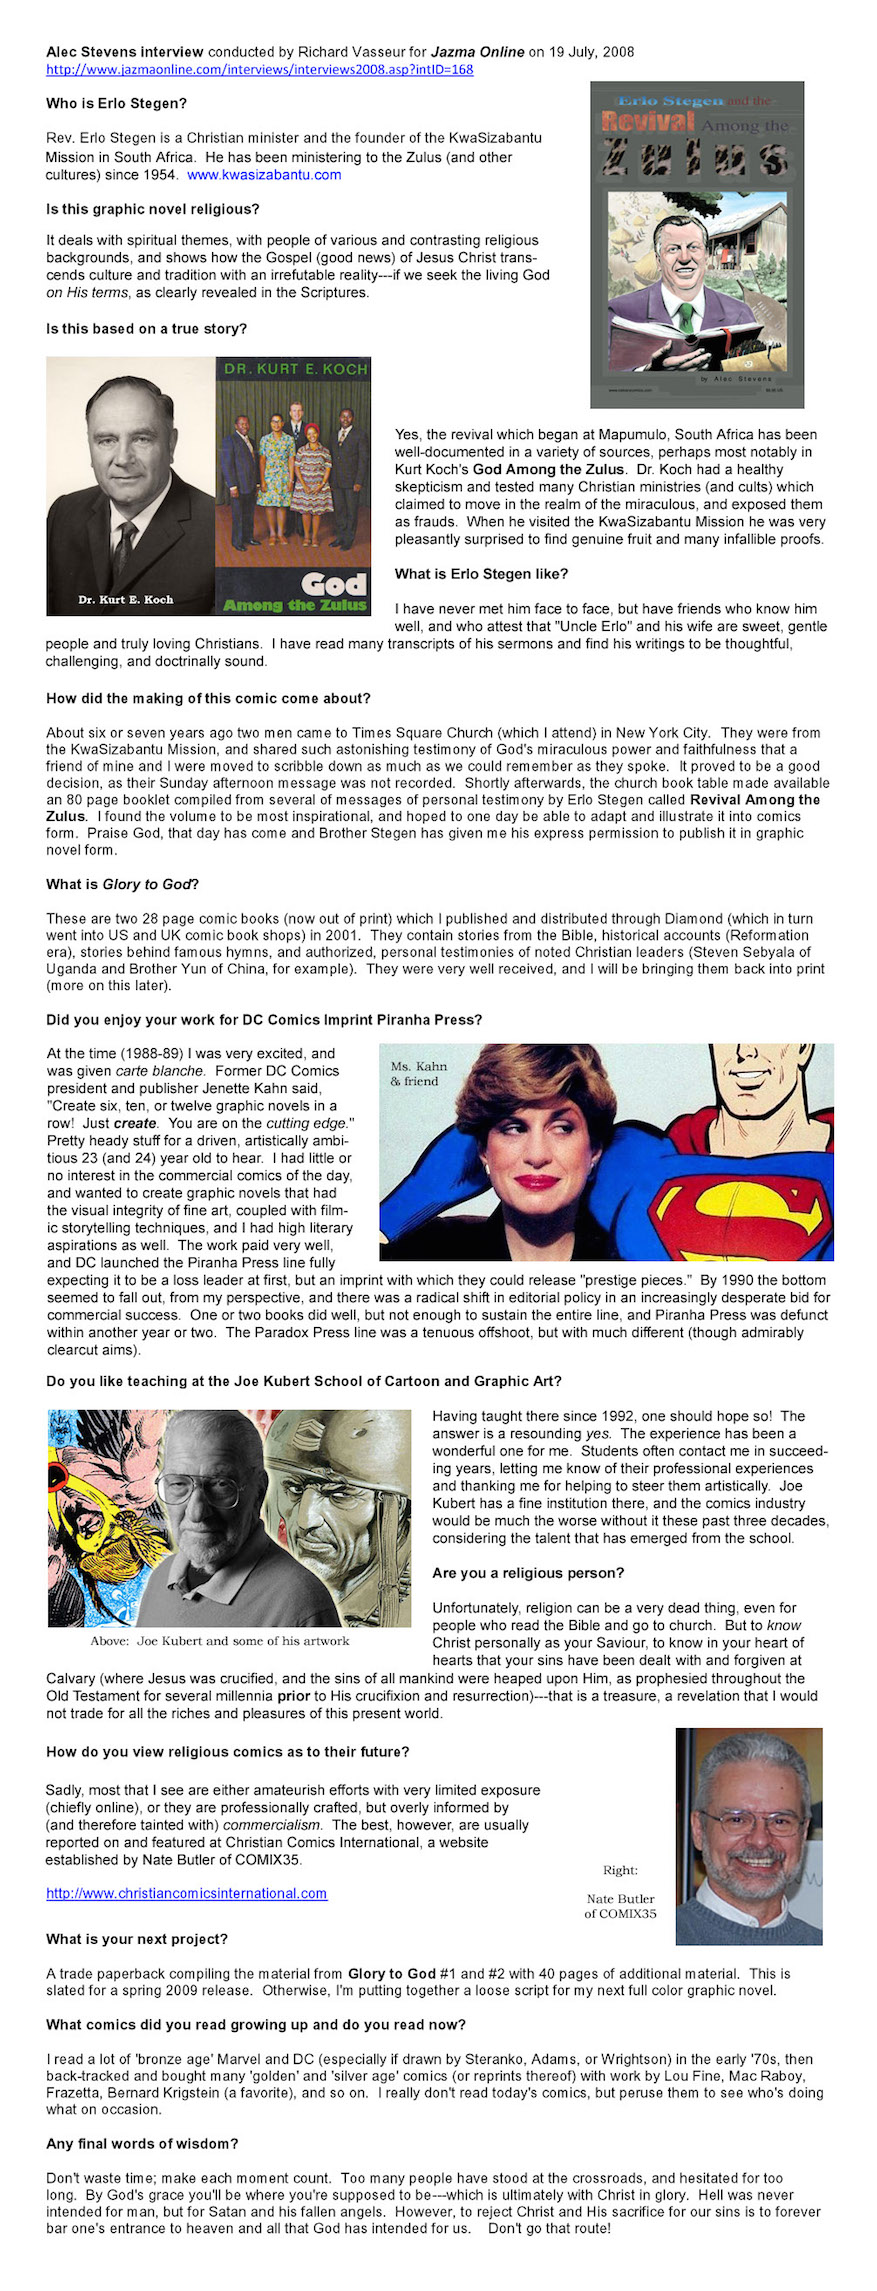 Alec Stevens interview conducted by Richard Vasseur for Jazma Online on 19 July, 2008
http://www.jazmaonline.com/interviews/interviews2008.asp?intID=168
Who is Erlo Stegen?
Rev. Erlo Stegen is a Christian minister and the founder of the KwaSizabantu
Mission in South Africa. He has been ministering to the Zulus (and other
cultures) since 1954. www.kwasizabantu.com
Erlo Stegen and the
Revival Among the
Zulus
by Alec Stevens
Is this graphic novel religious?
It deals with spiritual themes, with people of various and contrasting religious
backgrounds, and shows how the Gospel (good news) of Jesus Christ trans-
cends culture and tradition with an irrefutable reality---if we seek the living God
on His terms, as clearly revealed in the Scriptures.
Is this based on a true story?
DR. KURT E. KOCH
God
Among the Zulus
Dr. Kurt E. Koch
Yes, the revival which began at Mapumulo, South Africa has been
well-documented in a variety of sources, perhaps most notably in
Kurt Koch's God Among the Zulus. Dr. Koch had a healthy
skepticism and tested many Christian ministries (and cults) which
claimed to move in the realm of the miraculous, and exposed them
as frauds. When he visited the KwaSizabantu Mission he was very
pleasantly surprised to find genuine fruit and many infallible proofs.
What is Erlo Stegen like?
I have never met him face to face, but have friends who know him
well, and who attest that "Uncle Erlo" and his wife are sweet, gentle
people and truly loving Christians. I have read many transcripts of his sermons and find his writings to be thoughtful,
challenging, and doctrinally sound.
How did the making of this comic come about?
About six or seven years ago two men came to Times Square Church (which I attend) in New York City. They were from
the KwaSizabantu Mission, and shared such astonishing testimony of God's miraculous power and faithfulness that a
friend of mine and I were moved to scribble down as much as we could remember as they spoke. It proved to be a good
decision, as their Sunday afternoon message was not recorded. Shortly afterwards, the church book table made available
an 80 page booklet compiled from several of messages of personal testimony by Erlo Stegen called Revival Among the
Zulus. I found the volume to be most inspirational, and hoped to one day be able to adapt and illustrate it into comics
form. Praise God, that day has come and Brother Stegen has given me his express permission to publish it in graphic
novel form.
What is Glory to God?
These are two 28 page comic books (now out of print) which I published and distributed through Diamond (which in turn
went into US and UK comic book shops) in 2001. They contain stories from the Bible, historical accounts (Reformation
era), stories behind famous hymns, and authorized, personal testimonies of noted Christian leaders (Steven Sebyala of
Uganda and Brother Yun of China, for example). They were very well received, and I will be bringing them back into print
(more on this later).
Did you enjoy your work for DC Comics Imprint Piranha Press?
At the time (1988-89) I was very excited, and
was given carte blanche. Former DC Comics
president and publisher Jenette Kahn said,
"Create six, ten, or twelve graphic novels in a
row! Just create. You are on the cutting edge."
Pretty heady stuff for a driven, artistically ambi-
tious 23 (and 24) year old to hear. I had little or
no interest in the commercial comics of the day,
and wanted to create graphic novels that had
the visual integrity of fine art, coupled with film-
ic storytelling techniques, and I had high literary
aspirations as well. The work paid very well,
and DC launched the Piranha Press line fully
expecting it to be a loss leader at first, but an imprint with which they could release "prestige pieces." By 1990 the bottom
seemed to fall out, from my perspective, and there was a radical shift in editorial policy in an increasingly desperate bid for
commercial success. One or two books did well, but not enough to sustain the entire line, and Piranha Press was defunct
within another year or two. The Paradox Press line was a tenuous offshoot, but with much different (though admirably
clearcut aims).
Ms. Kahn
& friend
Do you like teaching at the Joe Kubert School of Cartoon and Graphic Art?
Having taught there since 1992, one should hope so! The
answer is a resounding yes. The experience has been a
wonderful one for me. Students often contact me in succeed-
ing years, letting me know of their professional experiences
and thanking me for helping to steer them artistically. Joe
Kubert has a fine institution there, and the comics industry
would be much the worse without it these past three decades,
considering the talent that has emerged from the school.
Above: Joe Kubert and some of his artwork
Are you a religious person?
Unfortunately, religion can be a very dead thing, even for
people who read the Bible and go to church. But to know
Christ personally as your Saviour, to know in your heart of
hearts that your sins have been dealt with and forgiven at
Calvary (where Jesus was crucified, and the sins of all mankind were heaped upon Him, as prophesied throughout the
Old Testament for several millennia prior to His crucifixion and resurrection)---that is a treasure, a revelation that I would
not trade for all the riches and pleasures of this present world.
How do you view religious comics as to their future?
Sadly, most that I see are either amateurish efforts with very limited exposure
(chiefly online), or they are professionally crafted, but overly informed by
(and therefore tainted with) commercialism. The best, however, are usually
reported on and featured at Christian Comics International, a website
established by Nate Butler of COMIX35.
http://www.christiancomicsinternational.com
Right:
Nate Butler
of COMIX35
What is your next project?
A trade paperback compiling the material from Glory to God #1 and #2 with 40 pages of additional material. This is
slated for a spring 2009 release. Otherwise, I'm putting together a loose script for my next full color graphic novel.
What comics did you read growing up and do you read now?
I read a lot of 'bronze age' Marvel and DC (especially if drawn by Steranko, Adams, or Wrightson) in the early '70s, then
back-tracked and bought many 'golden' and 'silver age' comics (or reprints thereof) with work by Lou Fine, Mac Raboy,
Frazetta, Bernard Krigstein (a favorite), and so on. I really don't read today's comics, but peruse them to see who's doing
what on occasion.
Any final words of wisdom?
Don't waste time; make each moment count. Too many people have stood at the crossroads, and hesitated for too
long. By God's grace you'll be where you're supposed to be---which is ultimately with Christ in glory. Hell was never
intended for man, but for Satan and his fallen angels. However, to reject Christ and His sacrifice for our sins is to forever
bar one's entrance to heaven and all that God has intended for us. Don't go that route!